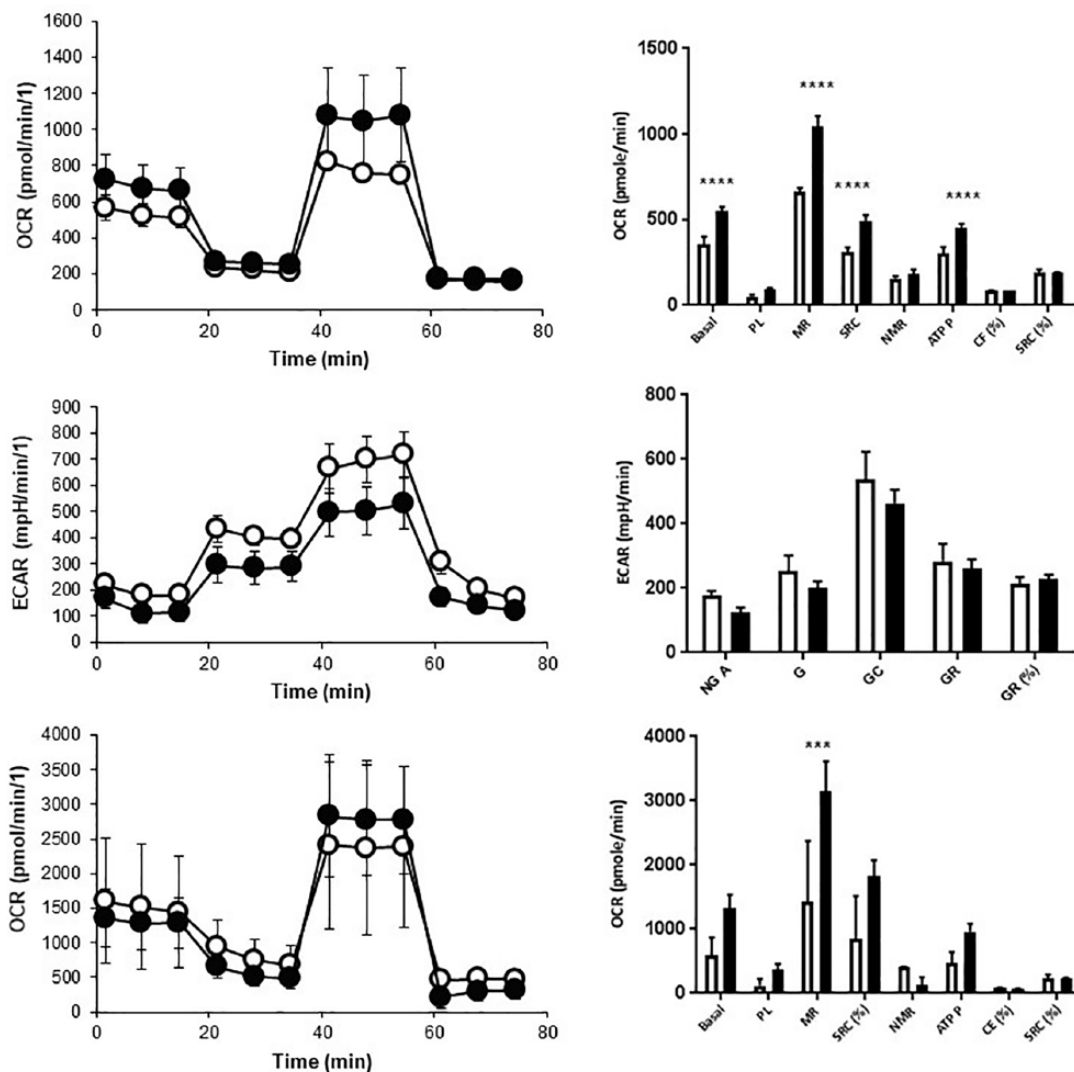 1600
1400
1200
1000
800
600
400
200
0
OCR (pmol/min/1)
0 20 40 60 80
Time (min)
1500
1000
500
0
OCR (pmole/min)
**** **** **** ****
Basal PL MR SRC NMR ATP P CF (%) SRC (%)
900
800
700
600
500
400
300
200
100
0
ECAR (mpH/min/1)
0 20 40 60 80
Time (min)
800
600
400
200
0
ECAR (mpH/min)
NG A G GC GR GR (%)
4000
3500
3000
2500
2000
1500
1000
500
0
OCR (pmol/min/1)
0 20 40 60 80
Time (min)
4000
3000
2000
1000
0
OCR (pmole/min)
***
Basal PL MR SRC (%) NMR ATP P CE (%) SRC (%)